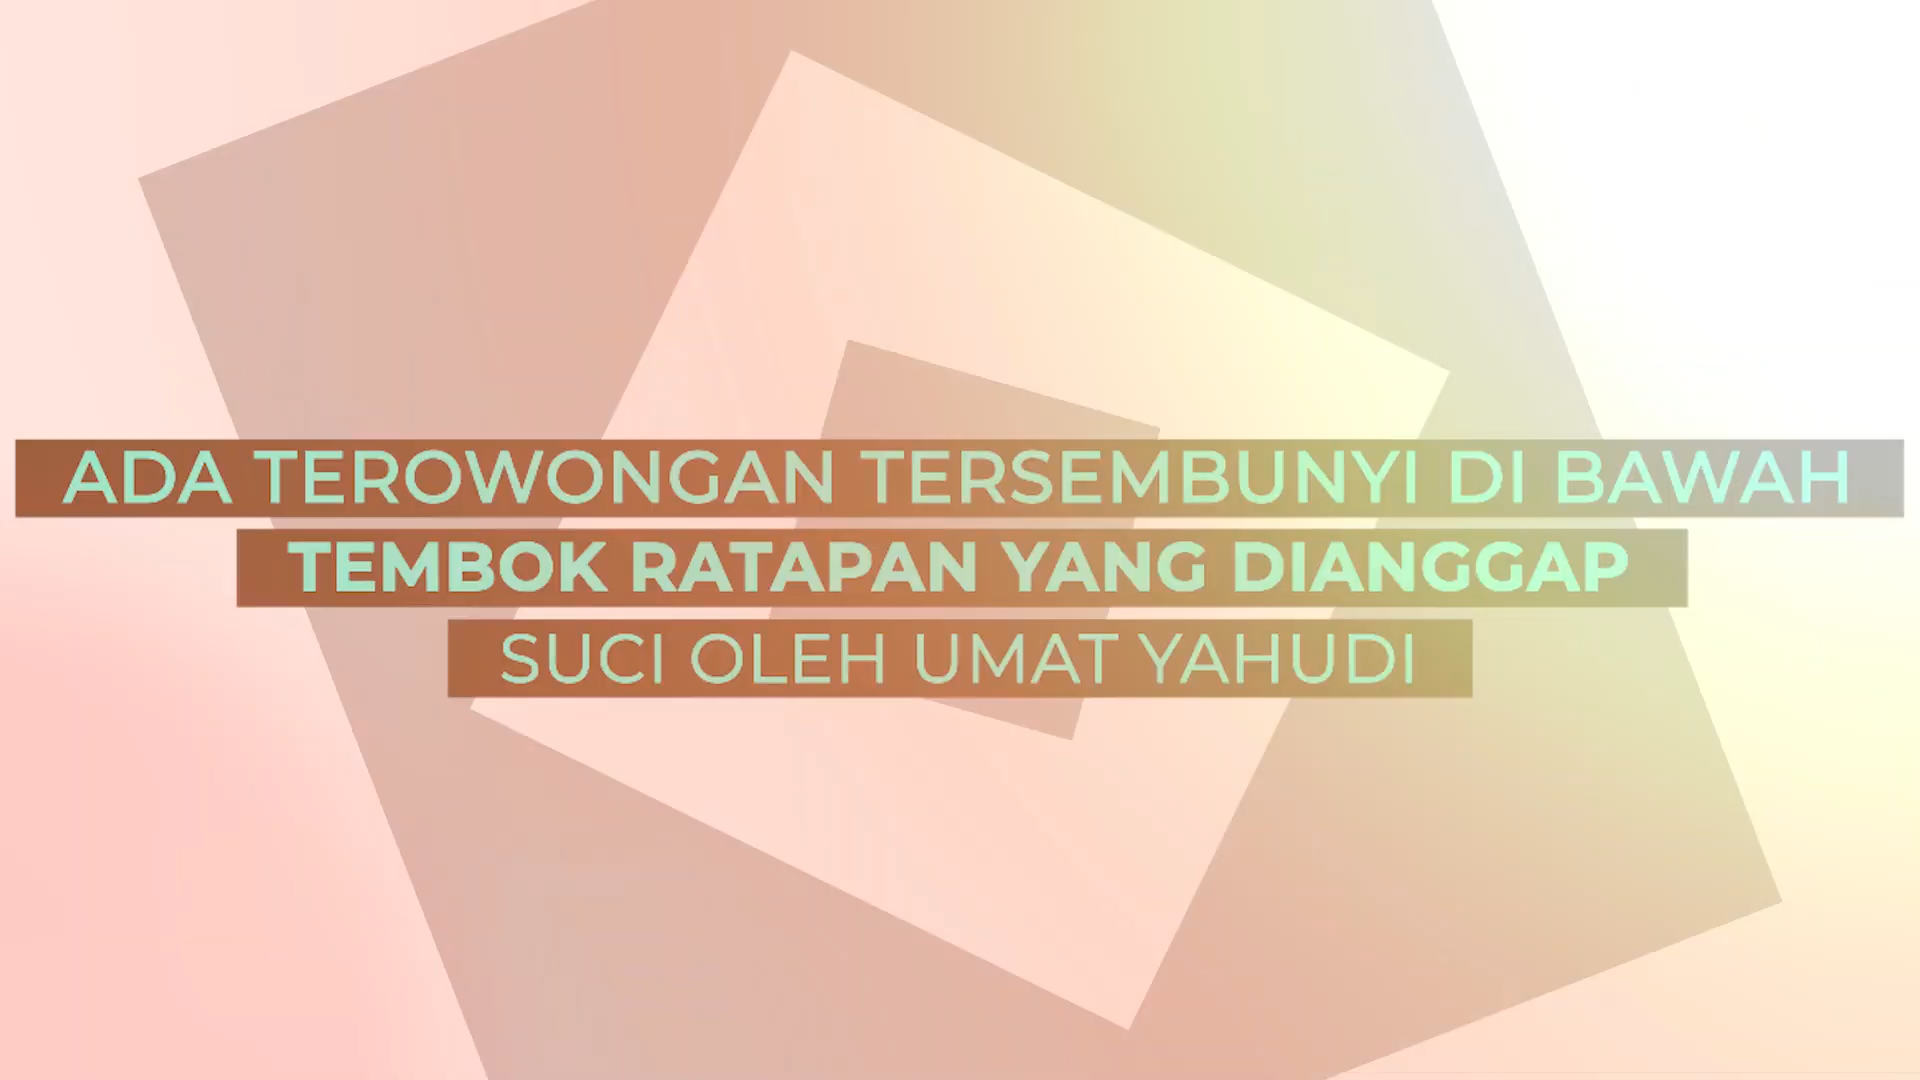 ADA TEROWONGAN TERSEMBUNYI DI BAWAH
TEMBOK RATAPAN YANG DIANGGAP
SUCI OLEH UMAT YAHUDI